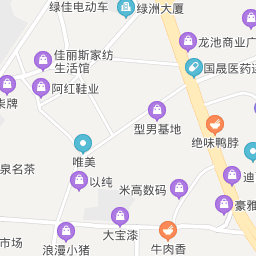 绿佳电动车
绿洲大厦
龙池商业广
佳丽斯家纺
生活馆
国晟医药连
阿红鞋业
型男基地
绝味鸭脖
唯美
泉名茶
以纯
米高数码
迪
豪雅
大宝漆
市场
浪漫小猪
牛肉香